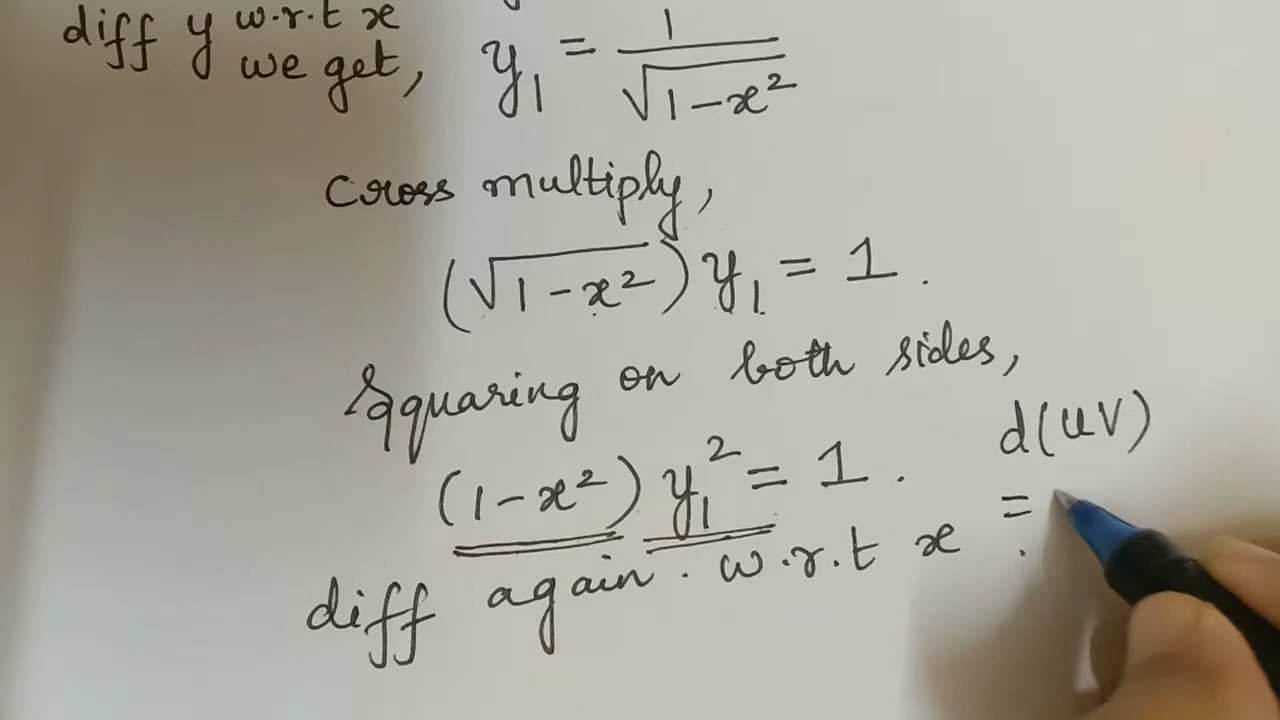 diff y w.r.t x
we get, y₁ = 1/√1-x²
cross multiply,
(√1-x²) y₁ = 1.
Squaring on both sides,
(1-x²) y₁² = 1.
d(uv)
=
diff again. w.r.t x